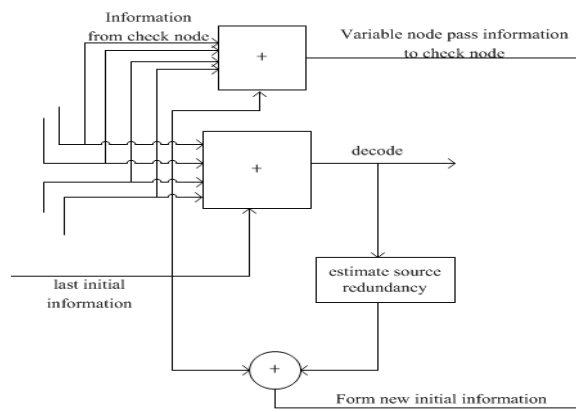 Information
from check node
Variable node pass information
to check node
+
+
decode
last initial
information
estimate source
redundancy
+
Form new initial information